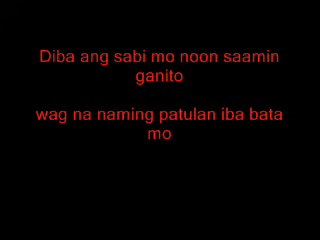 Diba ang sabi mo noon saamin
ganito
wag na naming patulan iba bata
mo